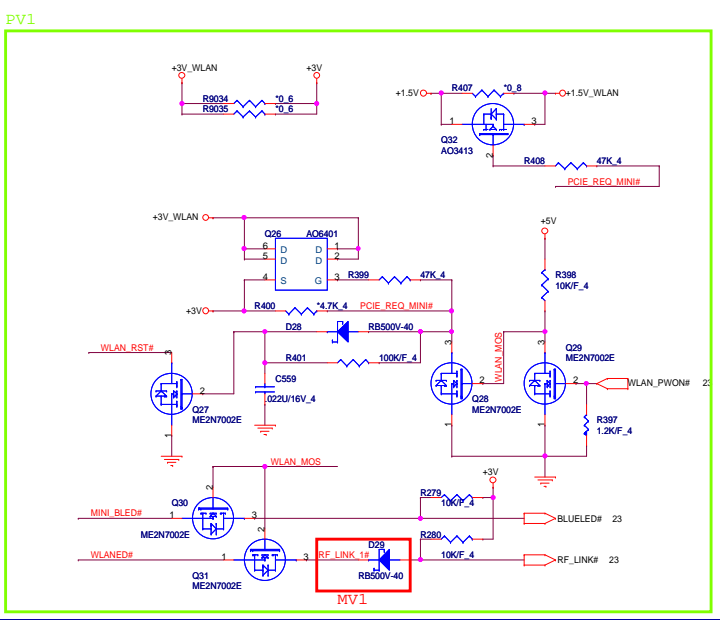 PV1
+3V_WLAN
+3V
R9034 *0_6
R9035 *0_6
+1.5V
R407 *0_8
+1.5V_WLAN
1
3
Q32
AO3413
2
R408 47K_4
PCIE_REQ_MINI#
+3V_WLAN
Q26 AO6401
6 D D 1
5 D D 2
4 S G 3
R399 47K_4
+3V
R400 *4.7K_4 PCIE_REQ_MINI#
+5V
R398
10K/F_4
D28 RB500V-40
R401 100K/F_4
WLAN_RST#
3
2
1
Q27
ME2N7002E
C559
.022U/16V_4
3
2
1
Q28
ME2N7002E
WLAN_MOS
Q29
ME2N7002E
3
2
1
WLAN_PWON# 23
R397
1.2K/F_4
WLAN_MOS
+3V
MINI_BLED#
Q30
2
1
3
ME2N7002E
R279
10K/F_4
BLUELED# 23
WLANED#
2
1
3
Q31
ME2N7002E
RF_LINK_1#
D29
RB500V-40
R280
10K/F_4
RF_LINK# 23
MV1